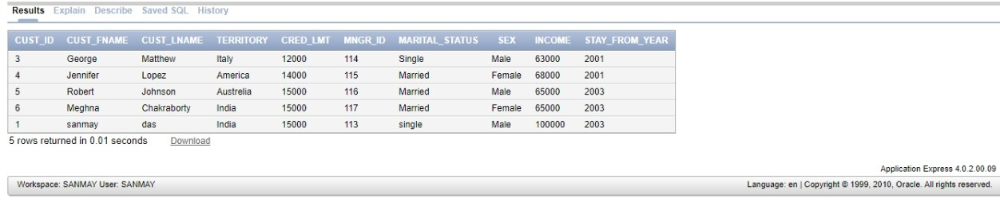 Results Explain Describe Saved SQL History
CUST_ID CUST_FNAME CUST_LNAME TERRITORY CRED_LMT MNGR_ID MARITAL_STATUS SEX INCOME STAY_FROM_YEAR
3 George Matthew Italy 12000 114 Single Male 63000 2001
4 Jennifer Lopez America 14000 115 Married Female 68000 2001
5 Robert Johnson Austrelia 15000 116 Married Male 65000 2003
6 Meghna Chakraborty India 15000 117 Married Female 65000 2003
1 sanmay das India 15000 113 single Male 100000 2003
5 rows returned in 0.01 seconds Download
Application Express 4.0.2.00.09
Workspace: SANMAY User: SANMAY Language: en | Copyright © 1999, 2010, Oracle. All rights reserved.